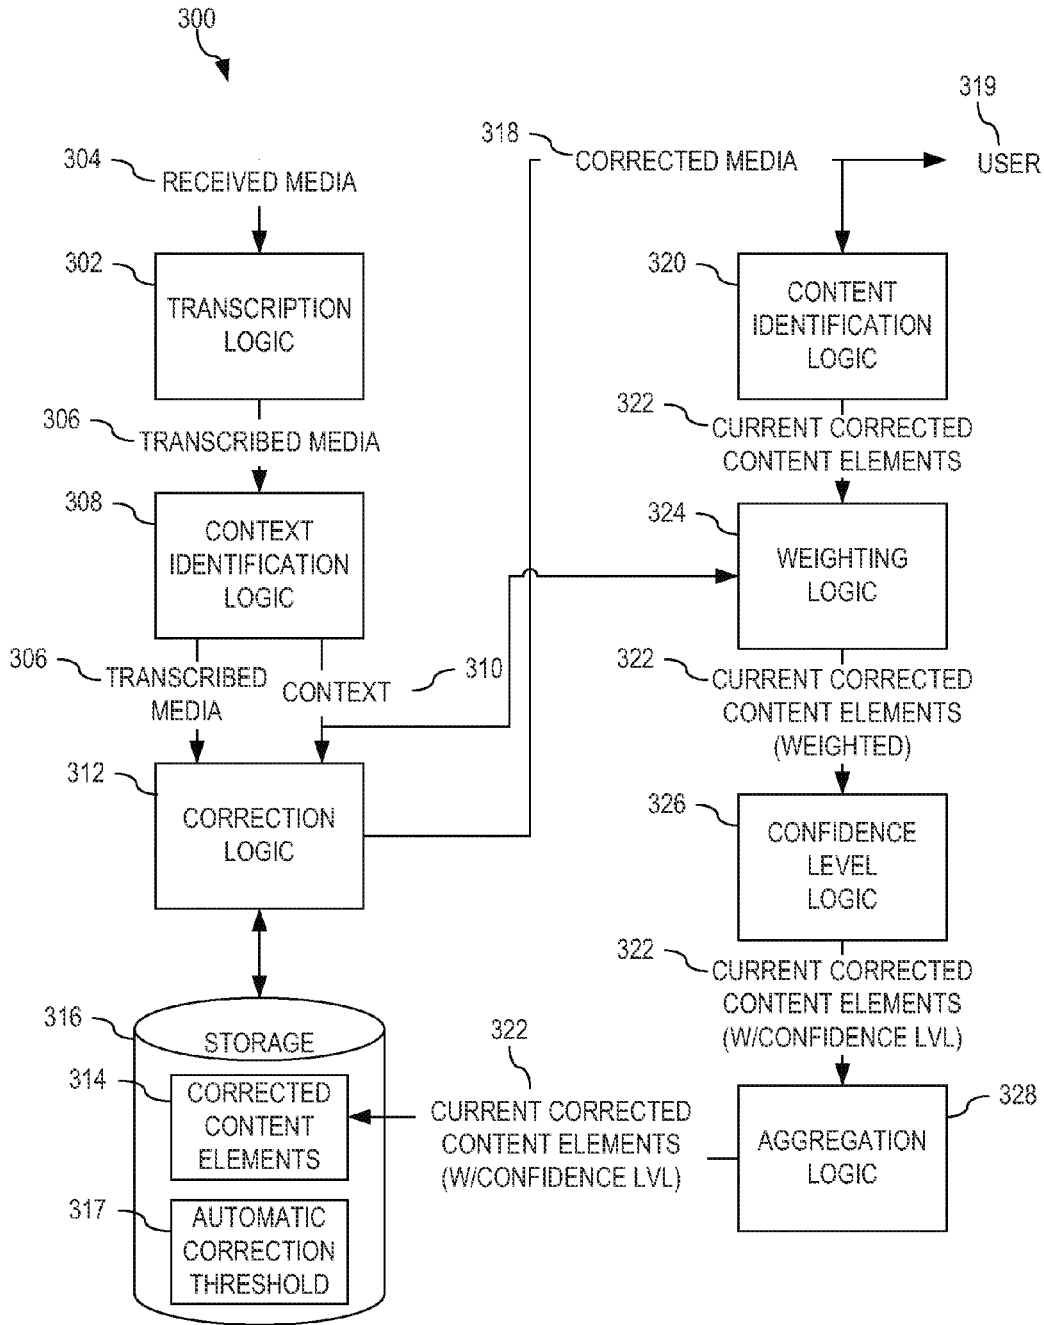 300
304
RECEIVED MEDIA
302
TRANSCRIPTION
LOGIC
306
TRANSCRIBED MEDIA
308
CONTEXT
IDENTIFICATION
LOGIC
306
TRANSCRIBED
MEDIA
CONTEXT
310
312
CORRECTION
LOGIC
316
STORAGE
314
CORRECTED
CONTENT
ELEMENTS
317
AUTOMATIC
CORRECTION
THRESHOLD
318
CORRECTED MEDIA
319
USER
320
CONTENT
IDENTIFICATION
LOGIC
322
CURRENT CORRECTED
CONTENT ELEMENTS
324
WEIGHTING
LOGIC
322
CURRENT CORRECTED
CONTENT ELEMENTS
(WEIGHTED)
326
CONFIDENCE
LEVEL
LOGIC
322
CURRENT CORRECTED
CONTENT ELEMENTS
(W/CONFIDENCE LVL)
328
AGGREGATION
LOGIC
322
CURRENT CORRECTED
CONTENT ELEMENTS
(W/CONFIDENCE LVL)